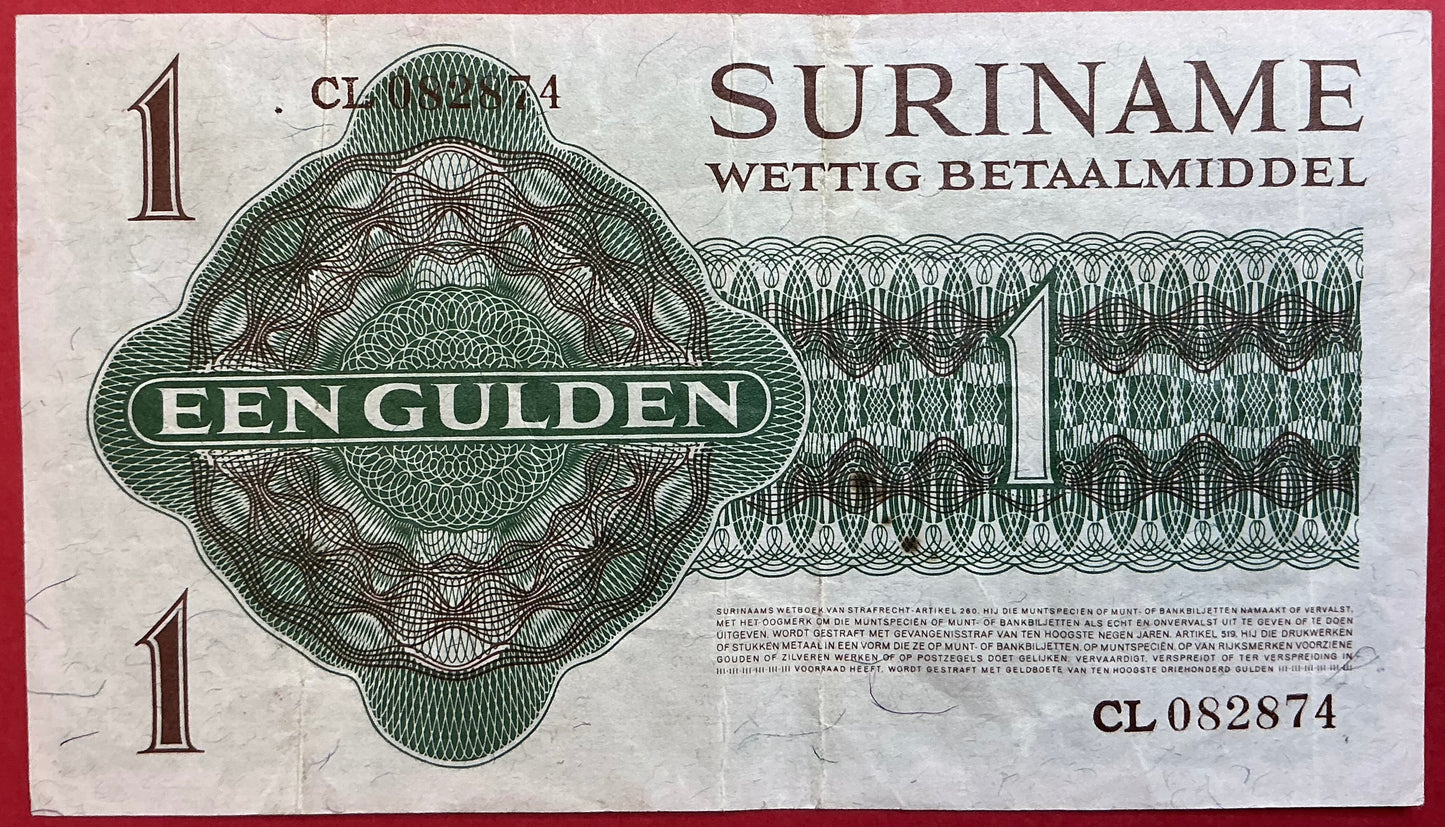 1
CL 082874
SURINAME
WETTIG BETAALMIDDEL
1
EEN GULDEN
SURINAAMS WETBOEK VAN STRAFRECHT-ARTIKEL 260. HIJ DIE MUNTSPECIËN OF MUNT- OF BANKBILJETTEN NAMAAKT OF VERVALST,
MET HET OOGMERK OM DIE MUNTSPECIËN OF MUNT- OF BANKBILJETTEN ALS ECHT EN ONVERVALST UIT TE GEVEN OF TE DOEN
UITGEVEN, WORDT GESTRAFT MET GEVANGENISSTRAF VAN TEN HOOGSTE NEGEN JAREN. ARTIKEL 519. HIJ DIE DRUKWERKEN
OF STUKKEN METAAL IN EEN VORM DIE ZE OP MUNT- OF BANKBILJETTEN, OP MUNTSPECIËN, OP VAN RIJKSMERKEN VOORZIENE
GOUDEN OF ZILVEREN WERKEN OF OP POSTZEGELS DOET GELIJKEN, VERVAARDIGT, VERSPREIDT OF TER VERSPREIDING IN
VOORRAAD HEEFT, WORDT GESTRAFT MET GELDBOETE VAN TEN HOOGSTE DRIEHONDERD GULDEN
1
CL 082874